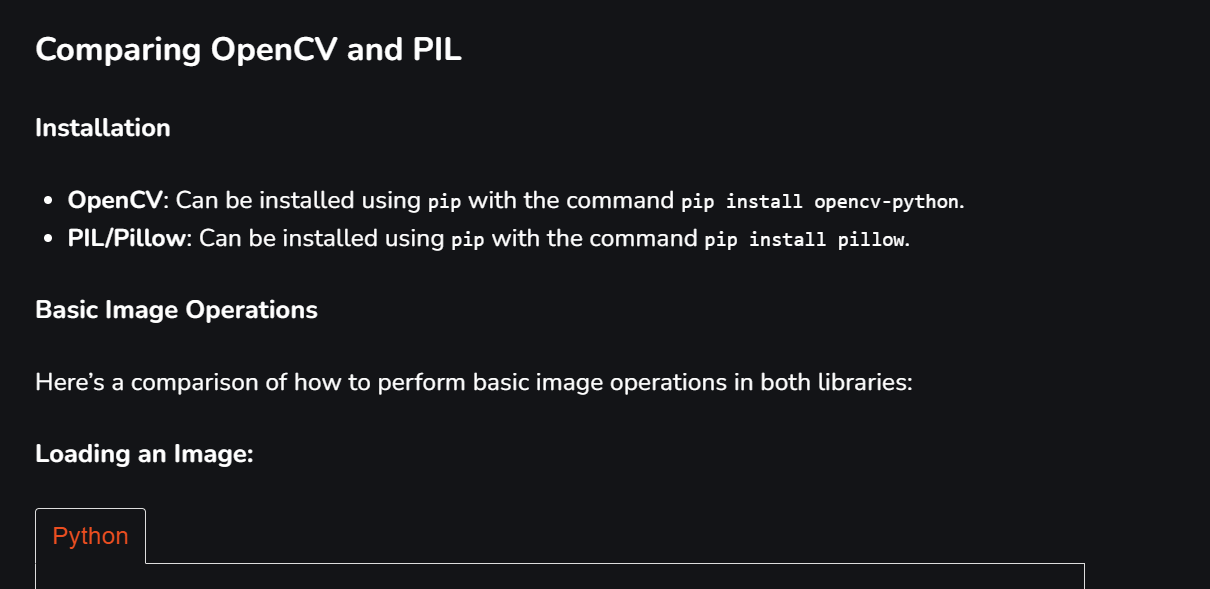 Comparing OpenCV and PIL
Installation
OpenCV: Can be installed using pip with the command pip install opencv-python.
PIL/Pillow: Can be installed using pip with the command pip install pillow.
Basic Image Operations
Here’s a comparison of how to perform basic image operations in both libraries:
Loading an Image:
Python